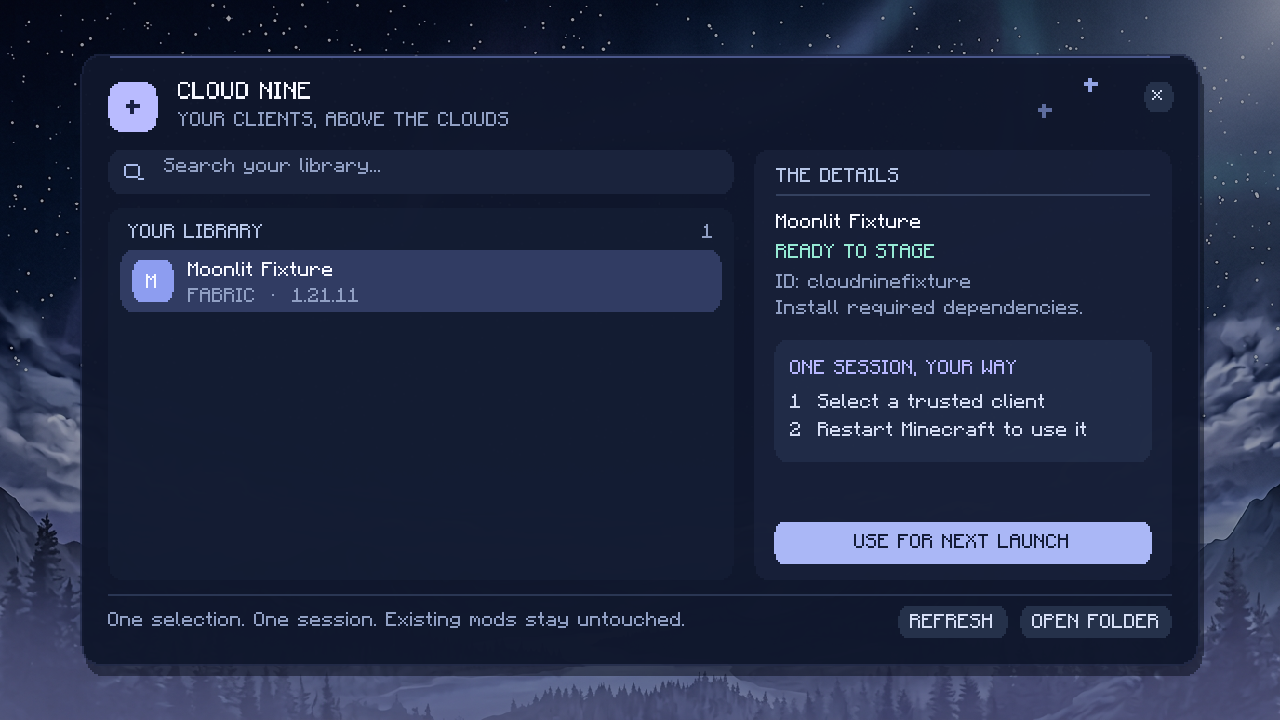 CLOUD NINE
YOUR CLIENTS, ABOVE THE CLOUDS
X
Search your library...
YOUR LIBRARY 1
M
Moonlit Fixture
FABRIC · 1.21.11
THE DETAILS
Moonlit Fixture
READY TO STAGE
ID: cloudninefixture
Install required dependencies.
ONE SESSION, YOUR WAY
1 Select a trusted client
2 Restart Minecraft to use it
USE FOR NEXT LAUNCH
One selection. One session. Existing mods stay untouched.
REFRESH
OPEN FOLDER